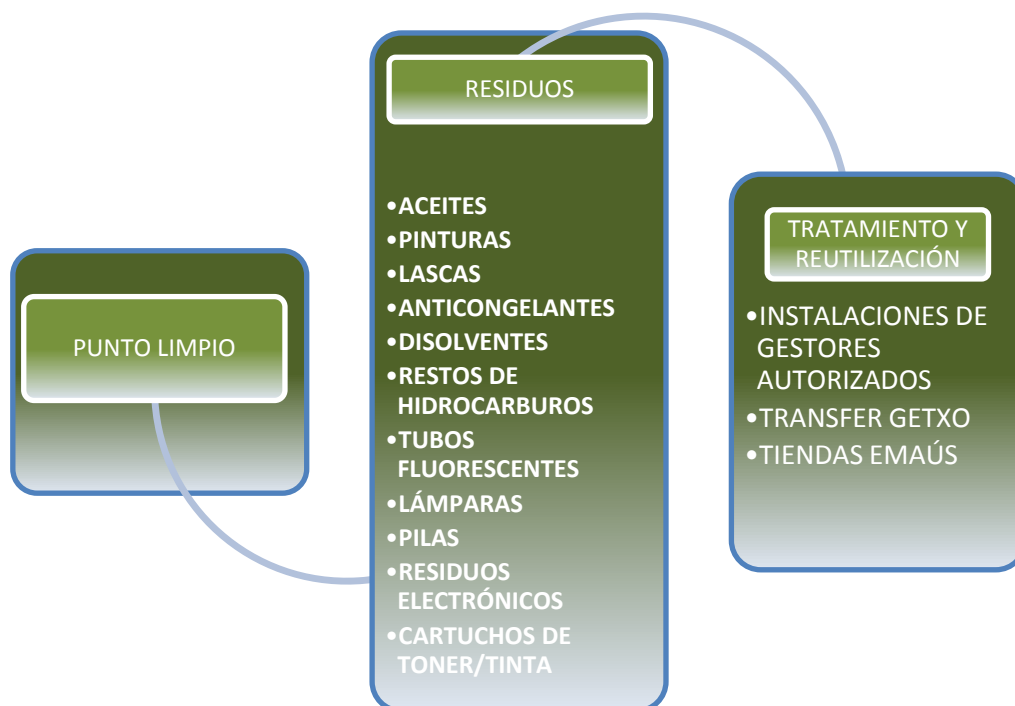 PUNTO LIMPIO
RESIDUOS
•ACEITES
•PINTURAS
•LASCAS
•ANTICONGELANTES
•DISOLVENTES
•RESTOS DE
HIDROCARBUROS
•TUBOS
FLUORESCENTES
•LÁMPARAS
•PILAS
•RESIDUOS
ELECTRÓNICOS
•CARTUCHOS DE
TONER/TINTA
TRATAMIENTO Y
REUTILIZACIÓN
•INSTALACIONES DE
GESTORES
AUTORIZADOS
•TRANSFER GETXO
•TIENDAS EMAÚS